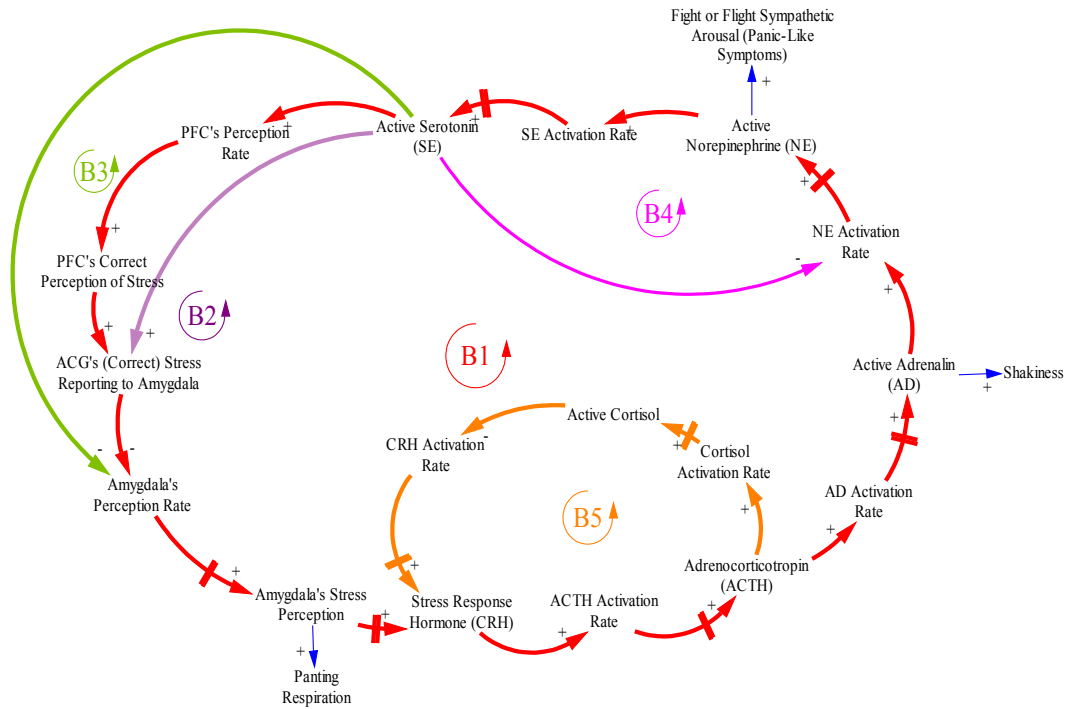 Fight or Flight Sympathetic
Arousal (Panic-Like
Symptoms)
+
PFC's Perception
Rate
+
Active Serotonin
(SE)
+
SE Activation Rate
+
Active
Norepinephrine (NE)
+
B3
B4
NE Activation
Rate
-
+
PFC's Correct
Perception of Stress
+
B2
+
+
ACG's (Correct) Stress
Reporting to Amygdala
B1
Active Adrenalin
(AD)
+
Shakiness
+
Active Cortisol
+
CRH Activation
Rate
-
Cortisol
Activation Rate
+
-
-
Amygdala's
Perception Rate
B5
AD Activation
Rate
+
+
Adrenocorticotropin
(ACTH)
+
+
Amygdala's Stress
Perception
+
Stress Response
Hormone (CRH)
+
ACTH Activation
Rate
+
+
Panting
Respiration